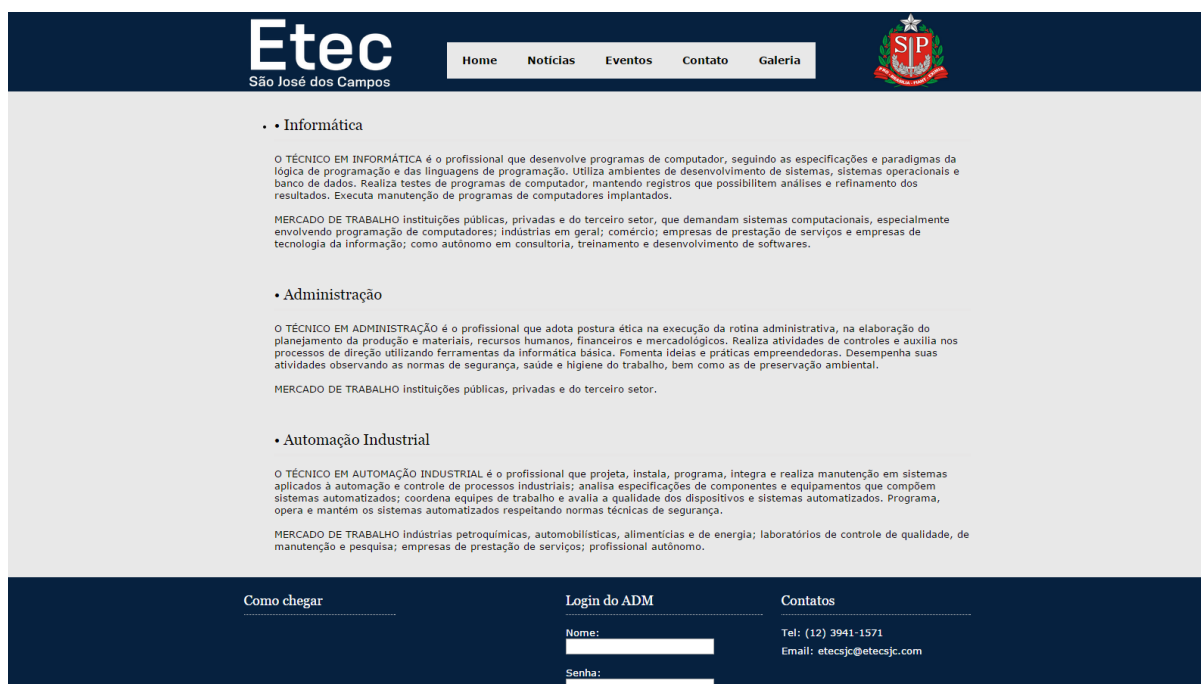 Etec
São José dos Campos
Home Notícias Eventos Contato Galeria
SP
• • Informática
O TÉCNICO EM INFORMÁTICA é o profissional que desenvolve programas de computador, seguindo as especificações e paradigmas da
lógica de programação e das linguagens de programação. Utiliza ambientes de desenvolvimento de sistemas, sistemas operacionais e
banco de dados. Realiza testes de programas de computador, mantendo registros que possibilitem análises e refinamento dos
resultados. Executa manutenção de programas de computadores implantados.
MERCADO DE TRABALHO instituições públicas, privadas e do terceiro setor, que demandam sistemas computacionais, especialmente
envolvendo programação de computadores; indústrias em geral; comércio; empresas de prestação de serviços e empresas de
tecnologia da informação; como autônomo em consultoria, treinamento e desenvolvimento de softwares.
• Administração
O TÉCNICO EM ADMINISTRAÇÃO é o profissional que adota postura ética na execução da rotina administrativa, na elaboração do
planejamento da produção e materiais, recursos humanos, financeiros e mercadológicos. Realiza atividades de controles e auxilia nos
processos de direção utilizando ferramentas da informática básica. Fomenta ideias e práticas empreendedoras. Desempenha suas
atividades observando as normas de segurança, saúde e higiene do trabalho, bem como as de preservação ambiental.
MERCADO DE TRABALHO instituições públicas, privadas e do terceiro setor.
• Automação Industrial
O TÉCNICO EM AUTOMAÇÃO INDUSTRIAL é o profissional que projeta, instala, programa, integra e realiza manutenção em sistemas
aplicados à automação e controle de processos industriais; analisa especificações de componentes e equipamentos que compõem
sistemas automatizados; coordena equipes de trabalho e avalia a qualidade dos dispositivos e sistemas automatizados. Programa,
opera e mantém os sistemas automatizados respeitando normas técnicas de segurança.
MERCADO DE TRABALHO indústrias petroquímicas, automobilísticas, alimentícias e de energia; laboratórios de controle de qualidade, de
manutenção e pesquisa; empresas de prestação de serviços; profissional autônomo.
Como chegar
Login do ADM
Nome:
Senha:
Contatos
Tel: (12) 3941-1571
Email: etecsjc@etecsjc.com